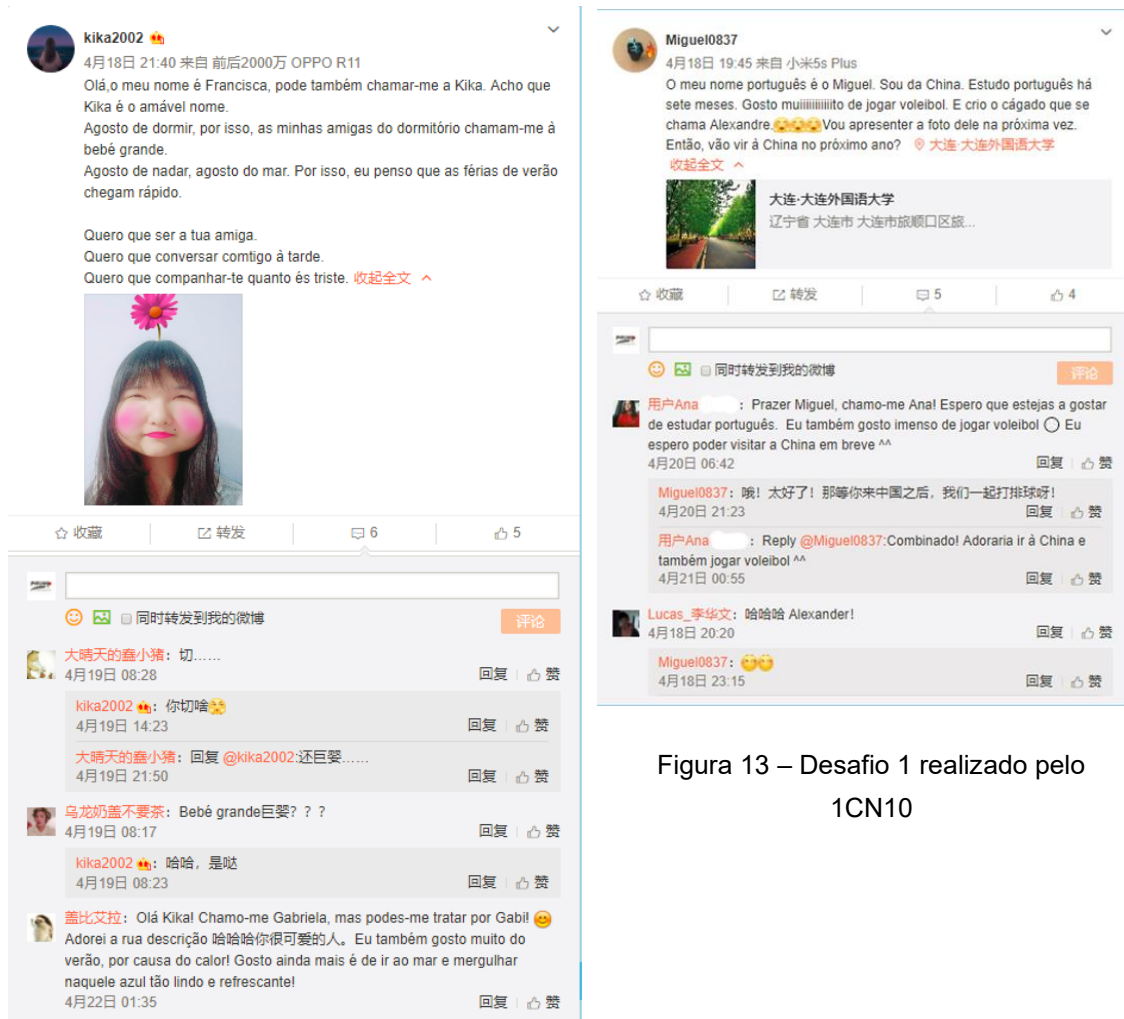 kika2002
4月18日 21:40 来自 前后2000万 OPPO R11
Olá,o meu nome é Francisca, pode também chamar-me a Kika. Acho que
Kika é o amável nome.
Agosto de dormir, por isso, as minhas amigas do dormitório chamam-me à
bebé grande.
Agosto de nadar, agosto do mar. Por isso, eu penso que as férias de verão
chegam rápido.
Quero que ser a tua amiga.
Quero que conversar comtigo à tarde.
Quero que companhar-te quanto és triste. 收起全文
收藏
转发
6
5
同时转发到我的微博
评论
大晴天的蠢小猪：切……
4月19日 08:28
回复
赞
kika2002：你切啥
4月19日 14:23
回复
赞
大晴天的蠢小猪：回复 @kika2002:还巨婴……
4月19日 21:50
回复
赞
乌龙奶盖不要茶：Bebé grande巨婴？？？
4月19日 08:17
回复
赞
kika2002：哈哈，是哒
4月19日 08:23
回复
赞
盖比艾拉：Olá Kika! Chamo-me Gabriela, mas podes-me tratar por Gabi!
Adorei a rua descrição 哈哈哈你很可爱的人。Eu também gosto muito do
verão, por causa do calor! Gosto ainda mais é de ir ao mar e mergulhar
naquele azul tão lindo e refrescante!
4月22日 01:35
回复
赞
Miguel0837
4月18日 19:45 来自 小米5s Plus
O meu nome português é o Miguel. Sou da China. Estudo português há
sete meses. Gosto muiiiiiiiiiito de jogar voleibol. E crio o cágado que se
chama Alexandre.Vou apresenter a foto dele na próxima vez.
Então, vão vir à China no próximo ano? 大连·大连外国语大学
收起全文
大连·大连外国语大学
辽宁省 大连市 大连市旅顺口区旅...
收藏
转发
5
4
同时转发到我的微博
评论
用户Ana：Prazer Miguel, chamo-me Ana! Espero que estejas a gostar
de estudar português. Eu também gosto imenso de jogar voleibol Eu
espero poder visitar a China em breve ^^
4月20日 06:42
回复
赞
Miguel0837：哦！太好了！那等你来中国之后，我们一起打排球呀！
4月20日 21:23
回复
赞
用户Ana：Reply @Miguel0837:Combinado! Adoraria ir à China e
também jogar voleibol ^^
4月21日 00:55
回复
赞
Lucas_李华文：哈哈哈 Alexander！
4月18日 20:20
回复
赞
Miguel0837：
4月18日 23:15
回复
赞
Figura 13 – Desafio 1 realizado pelo
1CN10